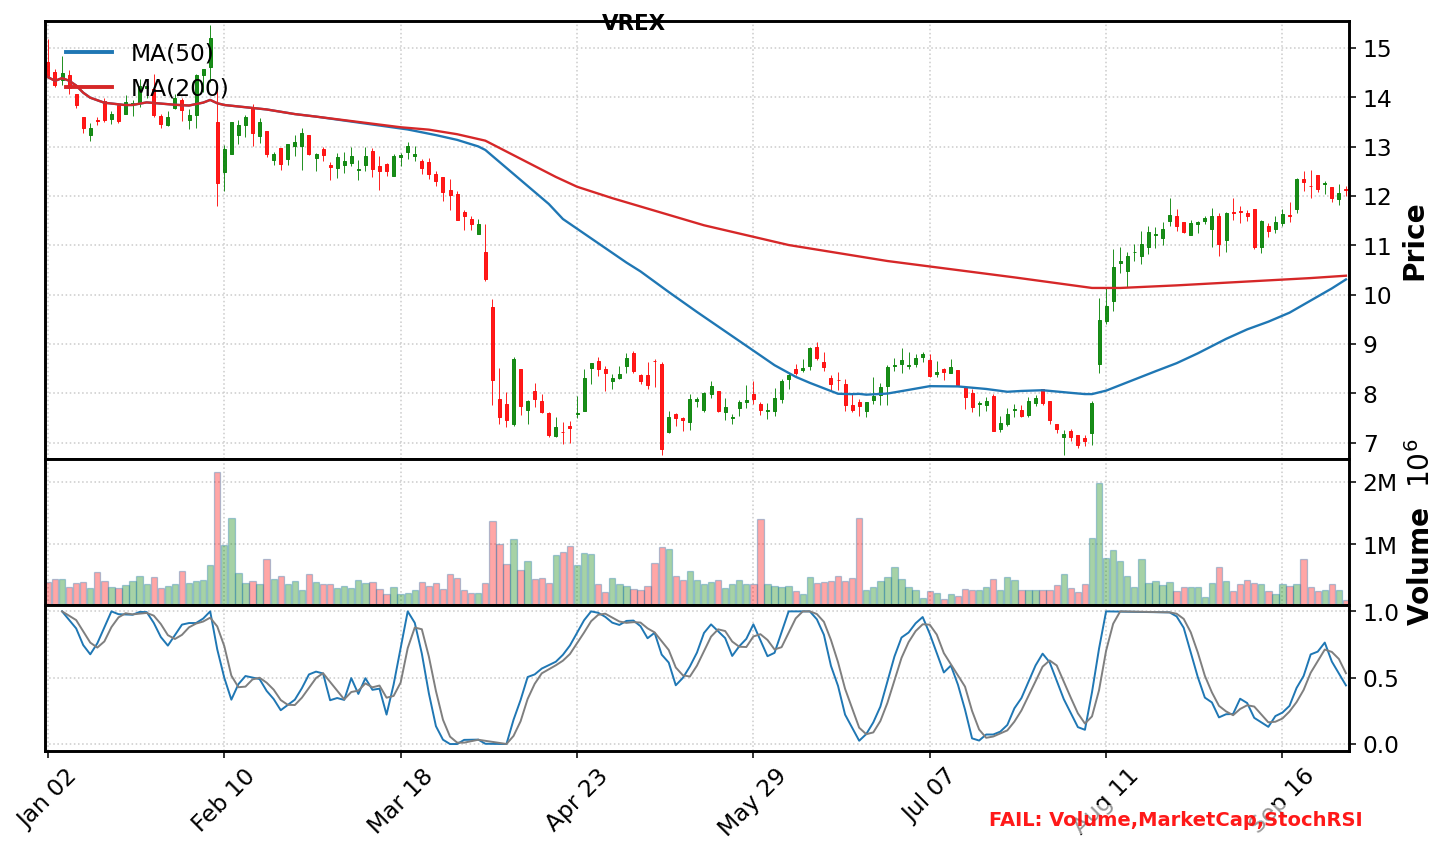 VREX
MA(50)
MA(200)
15
14
13
12
11
10
9
8
7
Price
2M
1M
Volume 10^6
1.0
0.5
0.0
Jan 02
Feb 10
Mar 18
Apr 23
May 29
Jul 07
Aug 11
Sep 16
FAIL: Volume,MarketCap,StochRSI